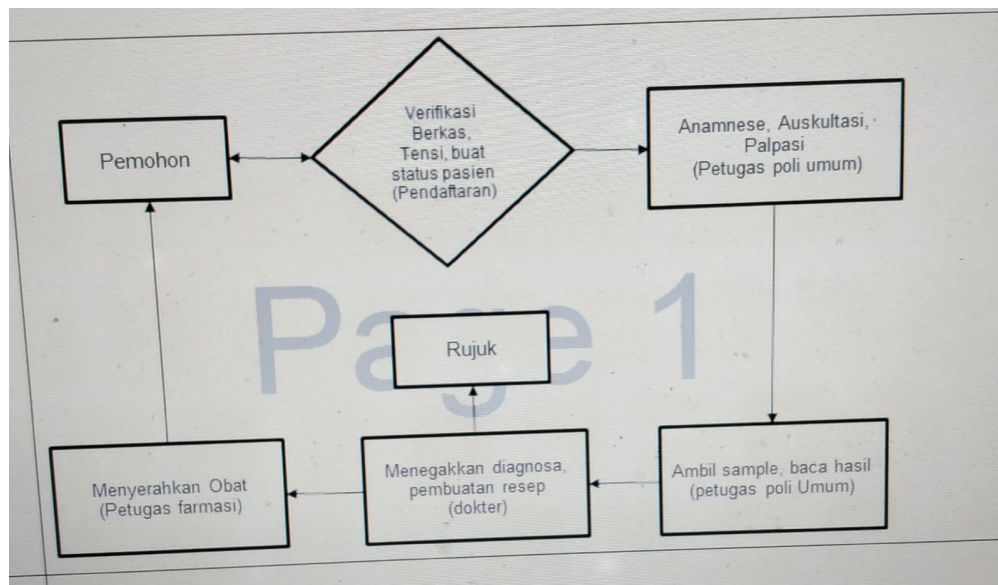 Pemohon
Verifikasi
Berkas,
Tensi, buat
status pasien
(Pendaftaran)
Anamnese, Auskultasi,
Palpasi
(Petugas poli umum)
Page 1
Rujuk
Menyerahkan Obat
(Petugas farmasi)
Menegakkan diagnosa,
pembuatan resep
(dokter)
Ambil sample, baca hasil
(petugas poli Umum)